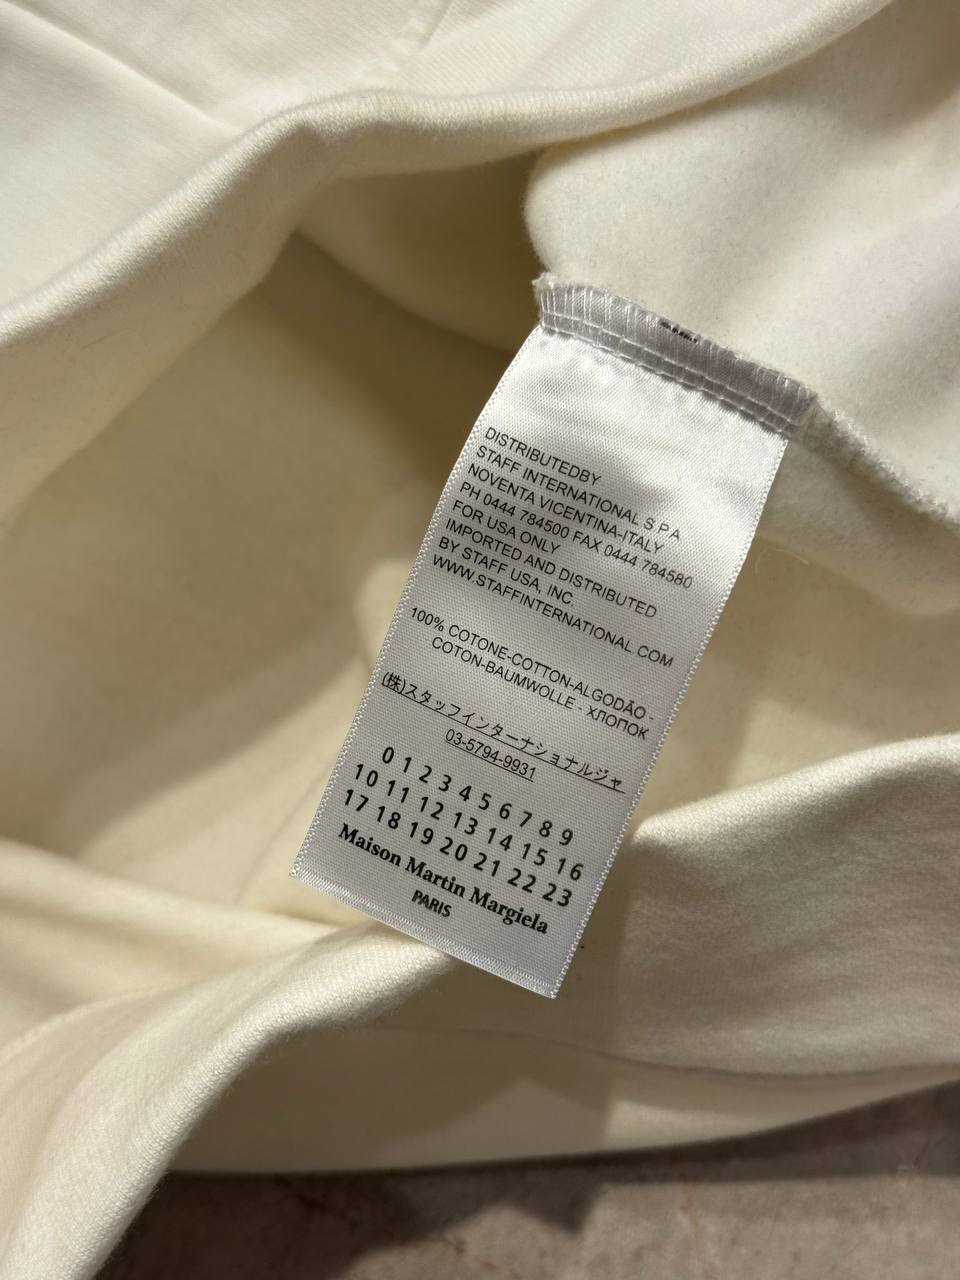 DISTRIBUTEDBY
STAFF INTERNATIONAL S.P.A
NOVENTA VICENTINA-ITALY
PH 0444 784500 FAX 0444 784580
FOR USA ONLY
IMPORTED AND DISTRIBUTED
BY STAFF USA, INC.
WWW.STAFFINTERNATIONAL.COM
100% COTONE-COTTON-ALGODÃO -
COTON-BAUMWOLLE - ХЛОПОК
(株)スタッフインターナショナルジャ
03-5794-9931
0 1 2 3 4 5 6 7 8 9
10 11 12 13 14 15 16
17 18 19 20 21 22 23
Maison Martin Margiela
PARIS